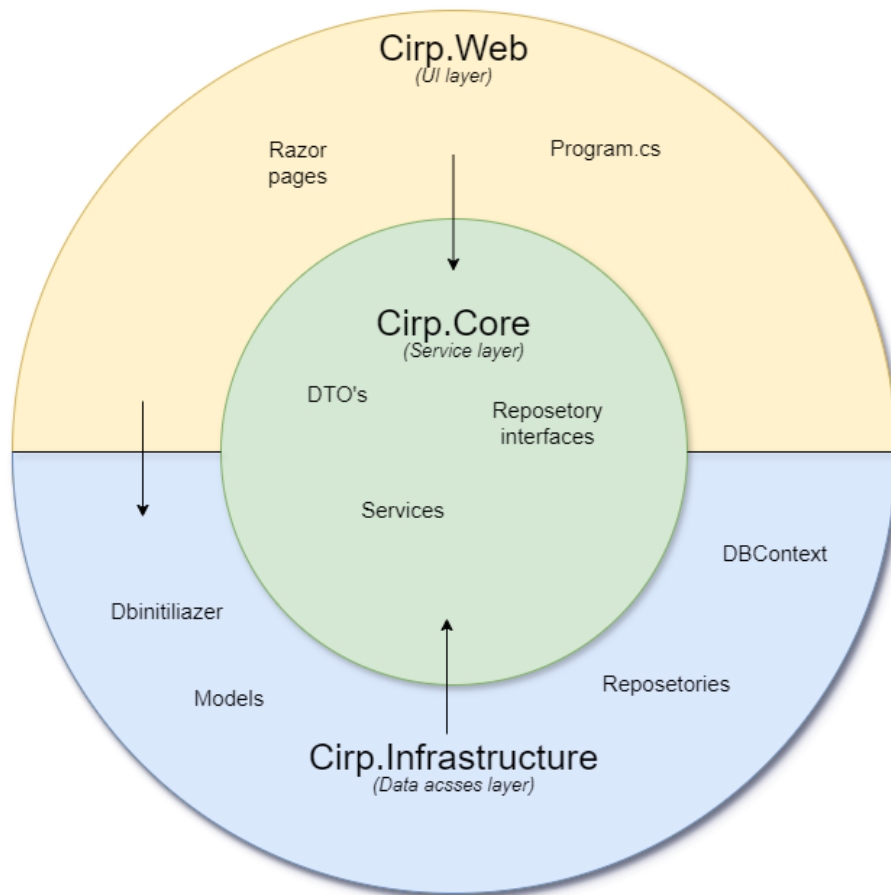 Cirp.Web
(UI layer)
Razor
pages
Program.cs
Cirp.Core
(Service layer)
DTO's
Reposetory
interfaces
Services
DBContext
Dbinitiliazer
Models
Reposetories
Cirp.Infrastructure
(Data acsses layer)